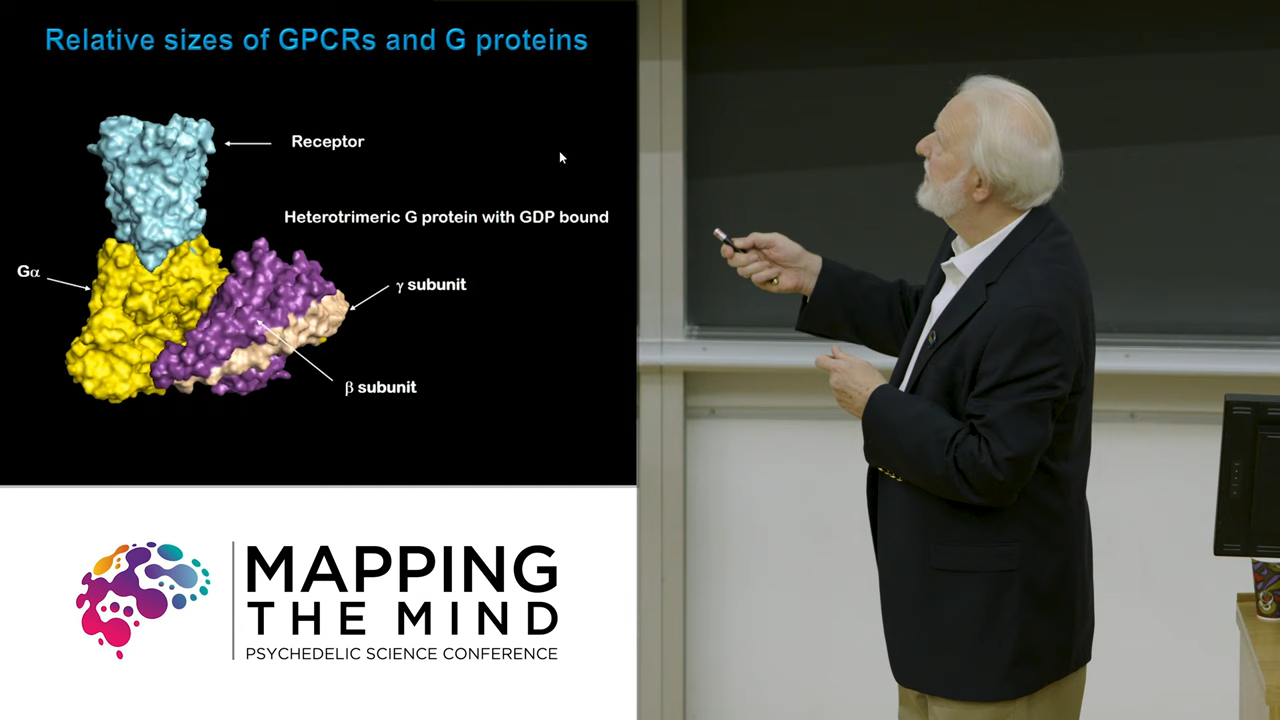 Relative sizes of GPCRs and G proteins
Receptor
Heterotrimeric G protein with GDP bound
Gα
γ subunit
β subunit
MAPPING
THE MIND
PSYCHEDELIC SCIENCE CONFERENCE